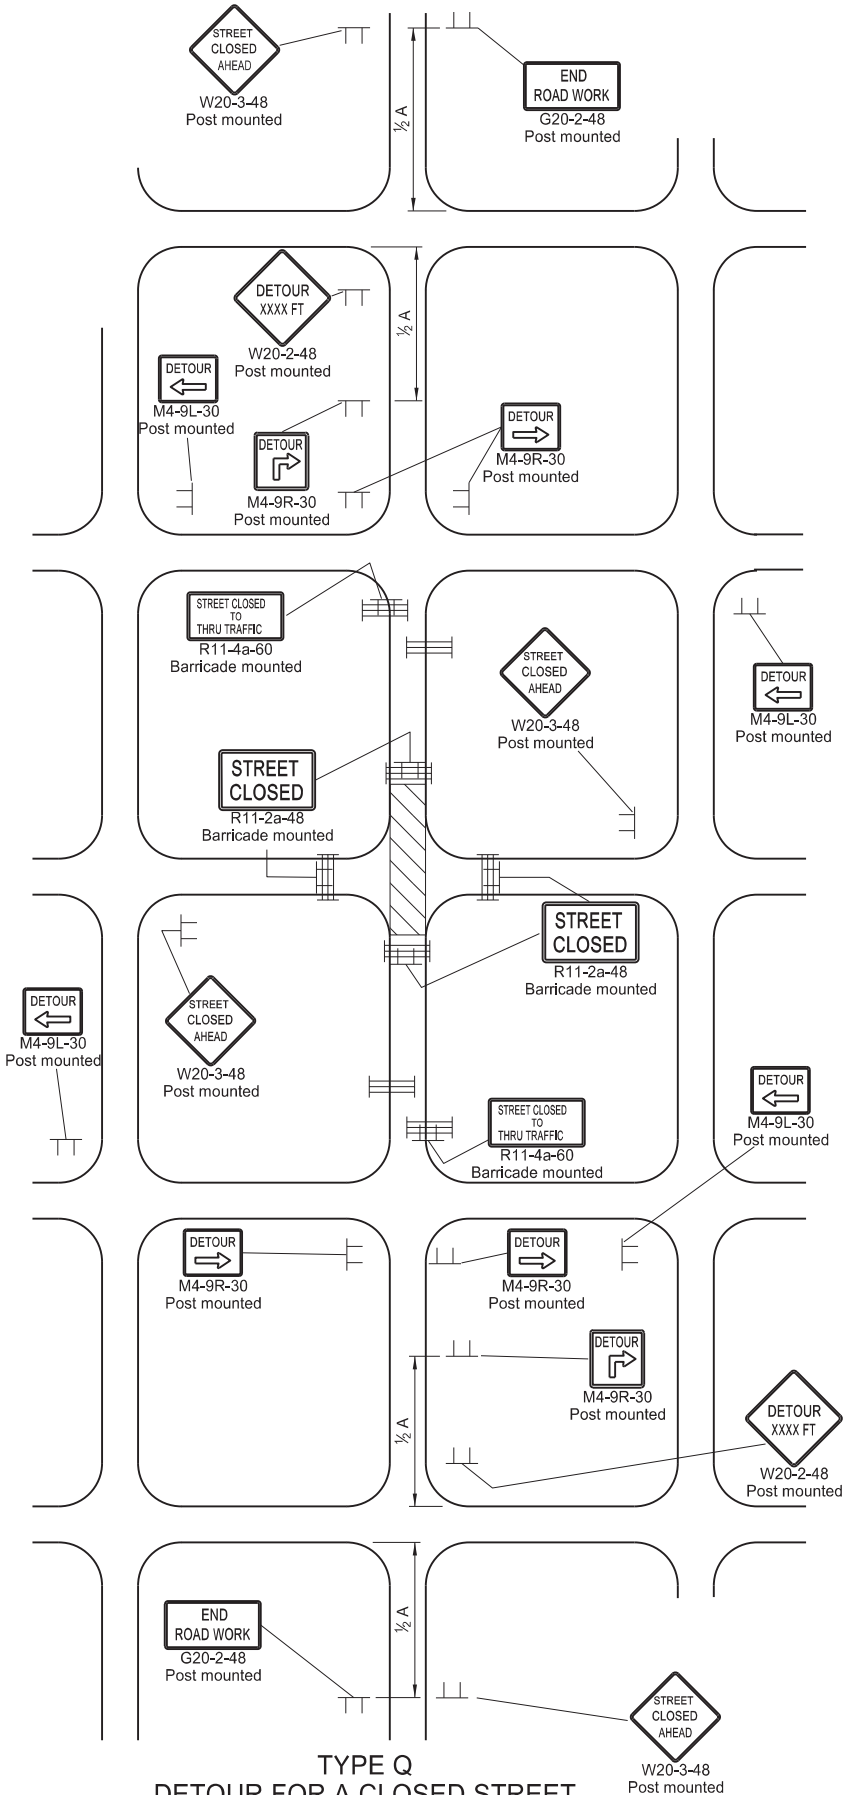 STREET
CLOSED
AHEAD
W20-3-48
Post mounted
END
ROAD WORK
G20-2-48
Post mounted
½ A
DETOUR
XXXX FT
W20-2-48
Post mounted
½ A
DETOUR
M4-9L-30
Post mounted
DETOUR
M4-9R-30
Post mounted
DETOUR
M4-9R-30
Post mounted
STREET CLOSED
TO
THRU TRAFFIC
R11-4a-60
Barricade mounted
STREET
CLOSED
AHEAD
W20-3-48
Post mounted
DETOUR
M4-9L-30
Post mounted
STREET
CLOSED
R11-2a-48
Barricade mounted
STREET
CLOSED
R11-2a-48
Barricade mounted
DETOUR
M4-9L-30
Post mounted
STREET
CLOSED
AHEAD
W20-3-48
Post mounted
STREET CLOSED
TO
THRU TRAFFIC
R11-4a-60
Barricade mounted
DETOUR
M4-9L-30
Post mounted
DETOUR
M4-9R-30
Post mounted
DETOUR
M4-9R-30
Post mounted
DETOUR
M4-9R-30
Post mounted
½ A
DETOUR
XXXX FT
W20-2-48
Post mounted
END
ROAD WORK
G20-2-48
Post mounted
½ A
STREET
CLOSED
AHEAD
W20-3-48
Post mounted
TYPE Q
DETOUR FOR A CLOSED STREET